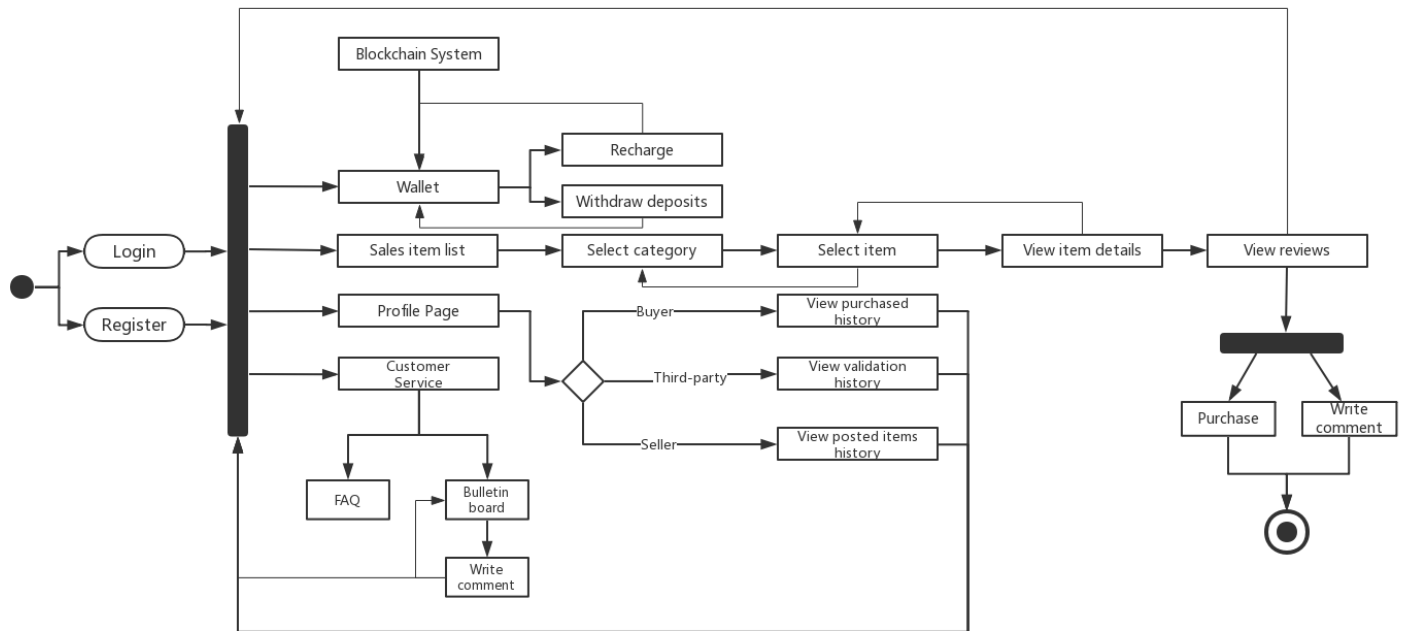 Blockchain System
Recharge
Wallet
Withdraw deposits
Login
Sales item list
Select category
Select item
View item details
View reviews
Register
Profile Page
Buyer
View purchased
history
Customer
Service
Third-party
View validation
history
Purchase
Write
comment
Seller
View posted items
history
FAQ
Bulletin
board
Write
comment